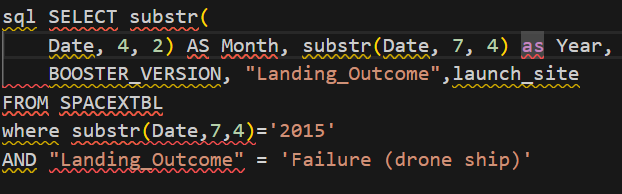 sql SELECT substr(
Date, 4, 2) AS Month, substr(Date, 7, 4) as Year,
BOOSTER_VERSION, "Landing_Outcome",launch_site
FROM SPACEXTBL
where substr(Date,7,4)='2015'
AND "Landing_Outcome" = 'Failure (drone ship)'